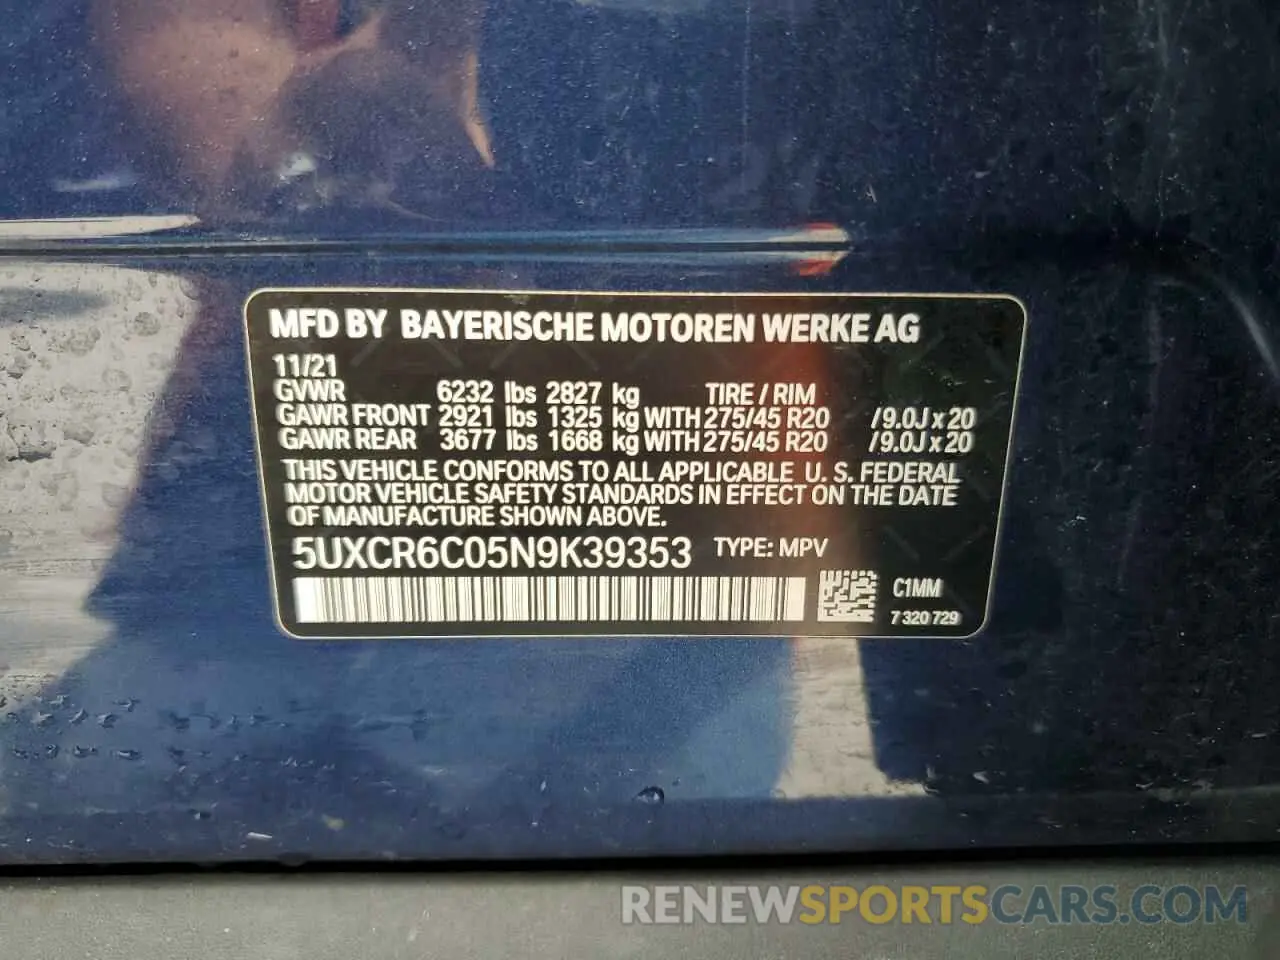 MFD BY BAYERISCHE MOTOREN WERKE AG
11/21
GVWR 6232 lbs 2827 kg TIRE / RIM
GAWR FRONT 2921 lbs 1325 kg WITH 275/45 R20 / 9.0J x 20
GAWR REAR 3677 lbs 1668 kg WITH 275/45 R20 / 9.0J x 20
THIS VEHICLE CONFORMS TO ALL APPLICABLE U. S. FEDERAL
MOTOR VEHICLE SAFETY STANDARDS IN EFFECT ON THE DATE
OF MANUFACTURE SHOWN ABOVE.
5UXCR6C05N9K39353 TYPE: MPV
C1MM
7 320 729
RENEWSPORTSCARS.COM